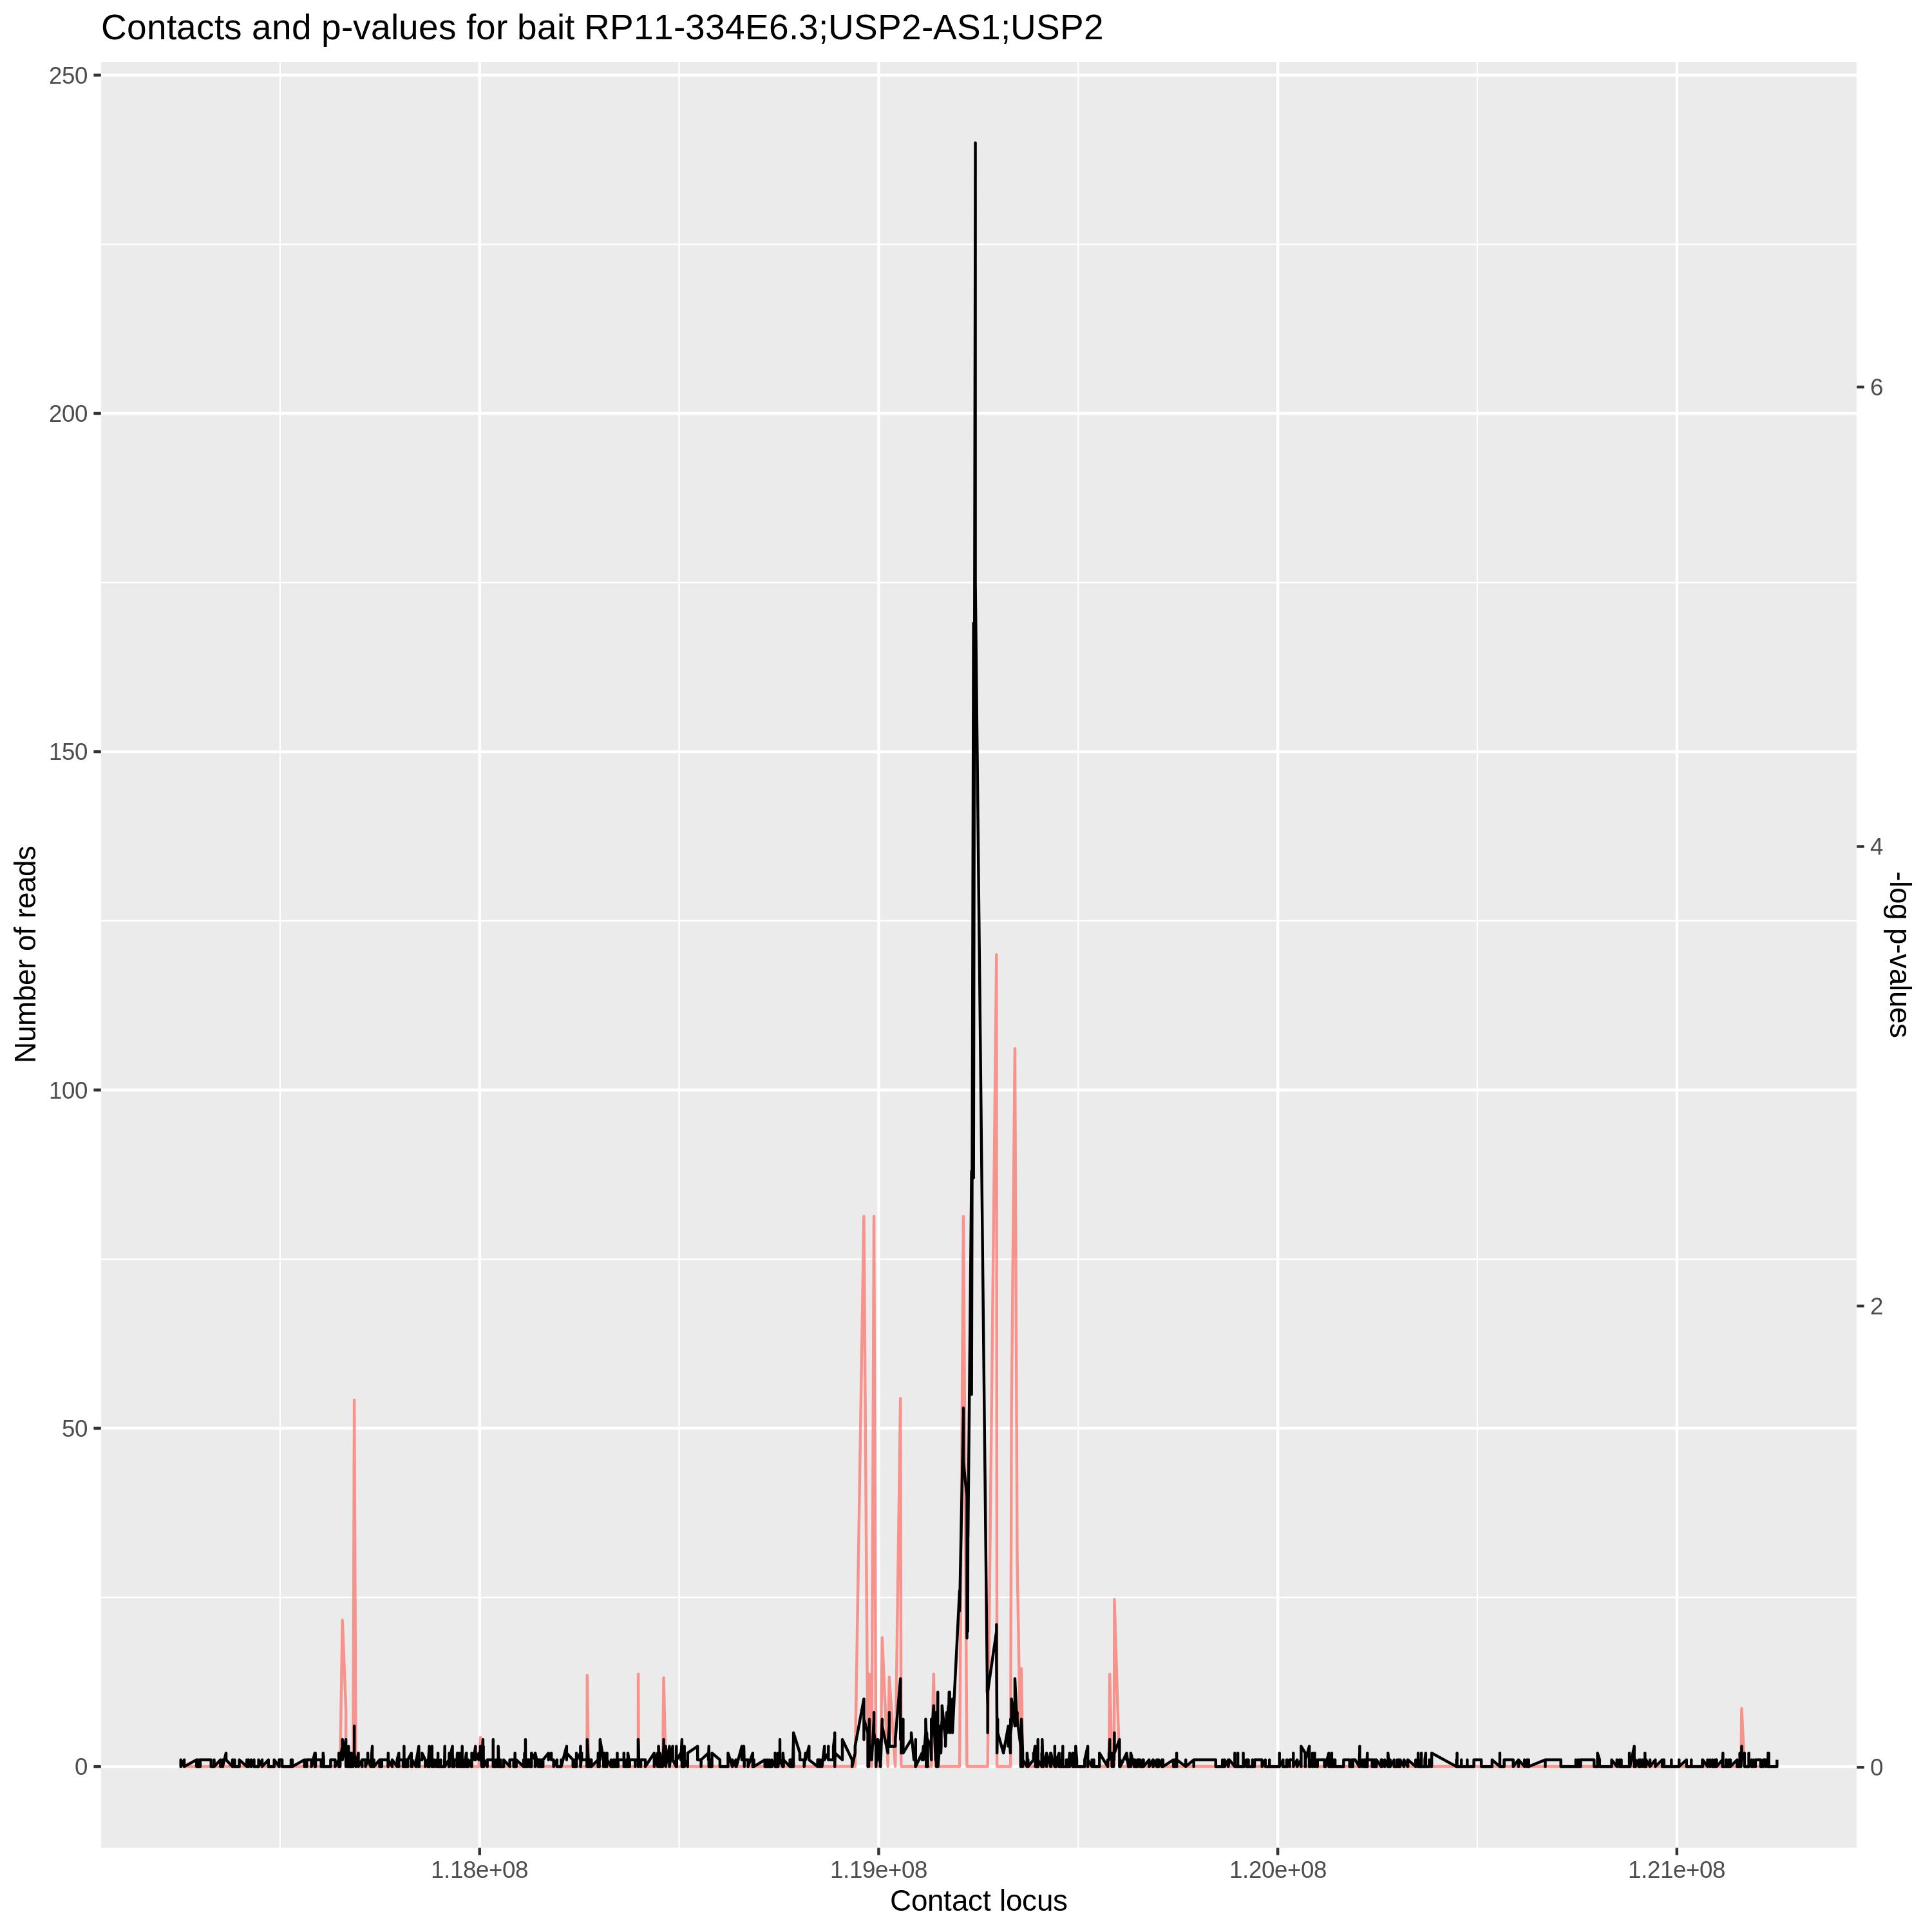 Contacts and p-values for bait RP11-334E6.3;USP2-AS1;USP2
250
200
150
100
50
0
Number of reads
6
4
2
0
-log p-values
1.18e+08
1.19e+08
1.20e+08
1.21e+08
Contact locus